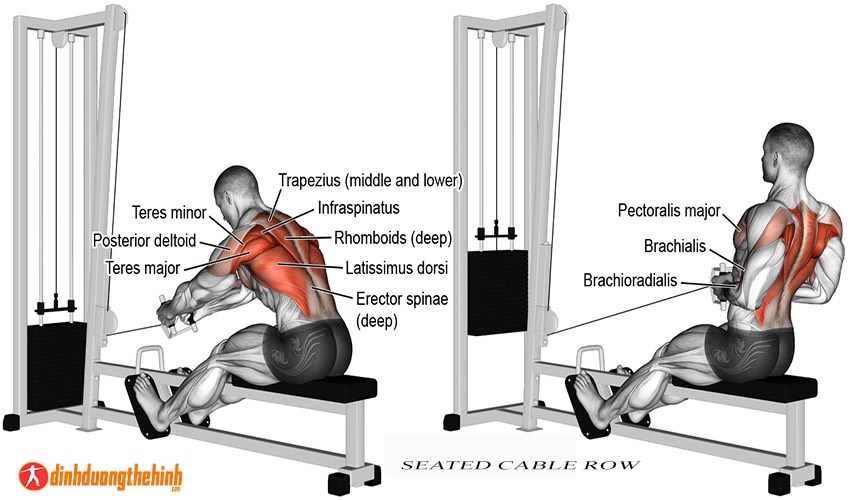 Trapezius (middle and lower)
Teres minor
Infraspinatus
Posterior deltoid
Rhomboids (deep)
Teres major
Latissimus dorsi
Erector spinae
(deep)
Pectoralis major
Brachialis
Brachioradialis
SEATED CABLE ROW
dinhduongthehinh
.com